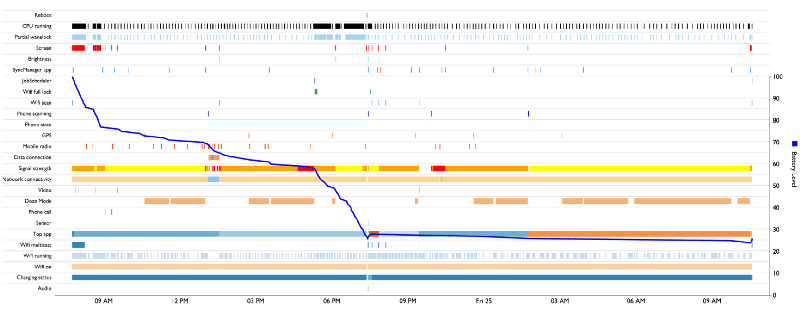 Reboot
CPU running
Partial wakelock
Screen
Brightness
SyncManager app
JobScheduler
Wifi full lock
Wifi scan
Phone scanning
Phone state
GPS
Mobile radio
Data connection
Signal strength
Network connectivity
Video
Doze Mode
Phone call
Sensor
Top app
Wifi multicast
Wifi running
Wifi on
Charging status
Audio
100
90
80
70
60
50
40
30
20
10
0
Battery Level
09 AM 12 PM 03 PM 06 PM 09 PM Fri 25 03 AM 06 AM 09 AM